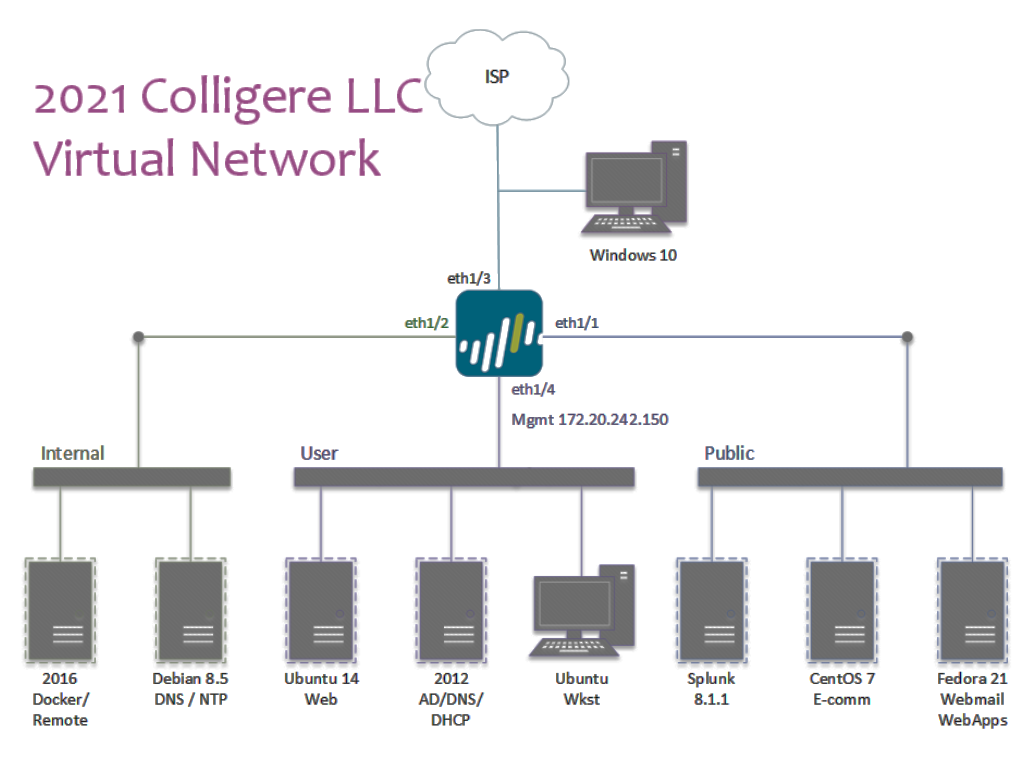 2021 Colligere LLC
Virtual Network
ISP
Windows 10
eth1/3
eth1/2
eth1/1
eth1/4
Mgmt 172.20.242.150
Internal
User
Public
2016
Docker/
Remote
Debian 8.5
DNS / NTP
Ubuntu 14
Web
2012
AD/DNS/
DHCP
Ubuntu
Wkst
Splunk
8.1.1
CentOS 7
E-comm
Fedora 21
Webmail
WebApps